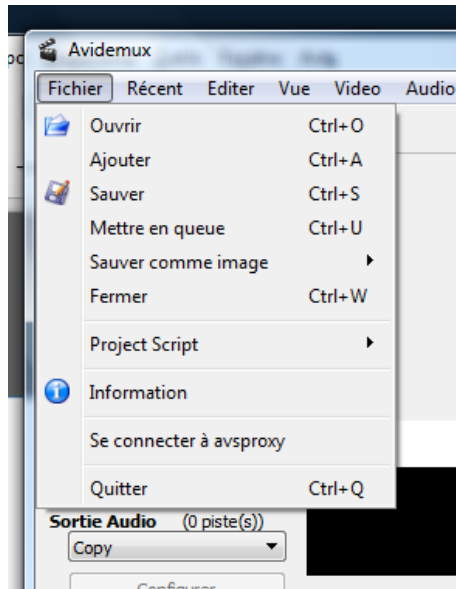 Avidemux
Fichier Récent Editer Vue Video Audio
Ouvrir Ctrl+O
Ajouter Ctrl+A
Sauver Ctrl+S
Mettre en queue Ctrl+U
Sauver comme image
Fermer Ctrl+W
Project Script
Information
Se connecter à avsproxy
Quitter Ctrl+Q
Sortie Audio (0 piste(s))
Copy
Configurer